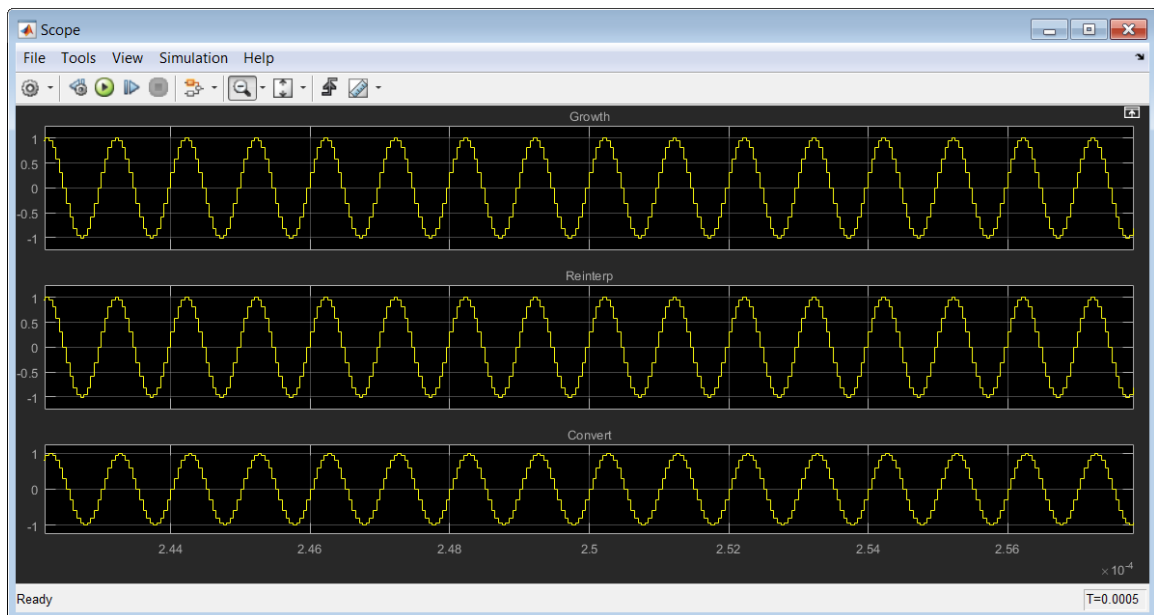 Scope
File Tools View Simulation Help
Growth
1
0.5
0
-0.5
-1
Reinterp
1
0.5
0
-0.5
-1
Convert
1
0
-1
2.44 2.46 2.48 2.5 2.52 2.54 2.56
×10⁻⁴
Ready T=0.0005